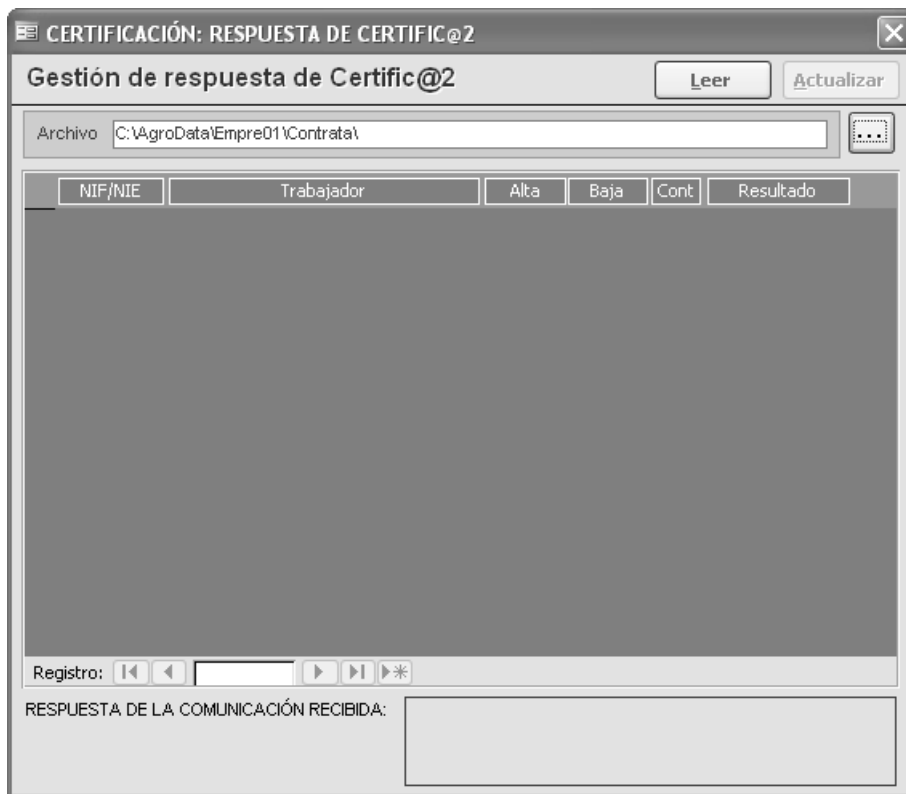 CERTIFICACIÓN: RESPUESTA DE CERTIFIC@2
Gestión de respuesta de Certific@2 Leer Actualizar
Archivo C:\AgroData\Empre01\Contrata\ ...
NIF/NIE Trabajador Alta Baja Cont Resultado
Registro:
RESPUESTA DE LA COMUNICACIÓN RECIBIDA: